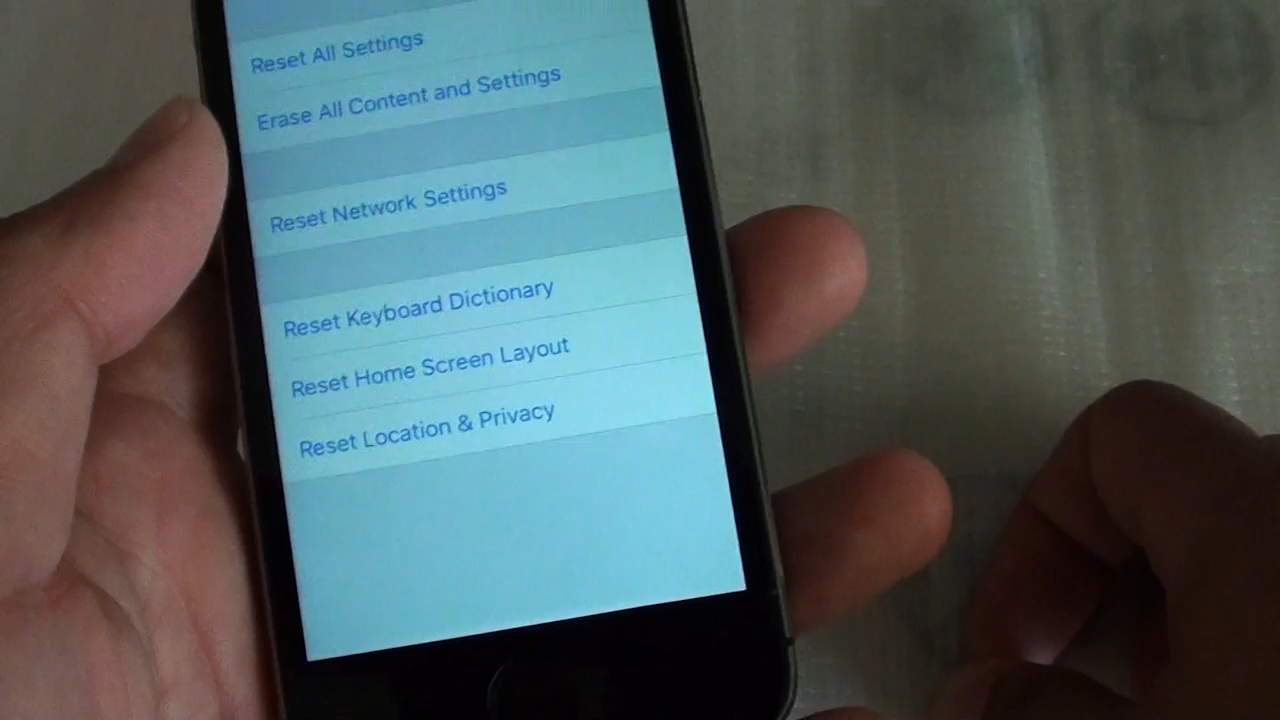 Reset All Settings
Erase All Content and Settings
Reset Network Settings
Reset Keyboard Dictionary
Reset Home Screen Layout
Reset Location & Privacy